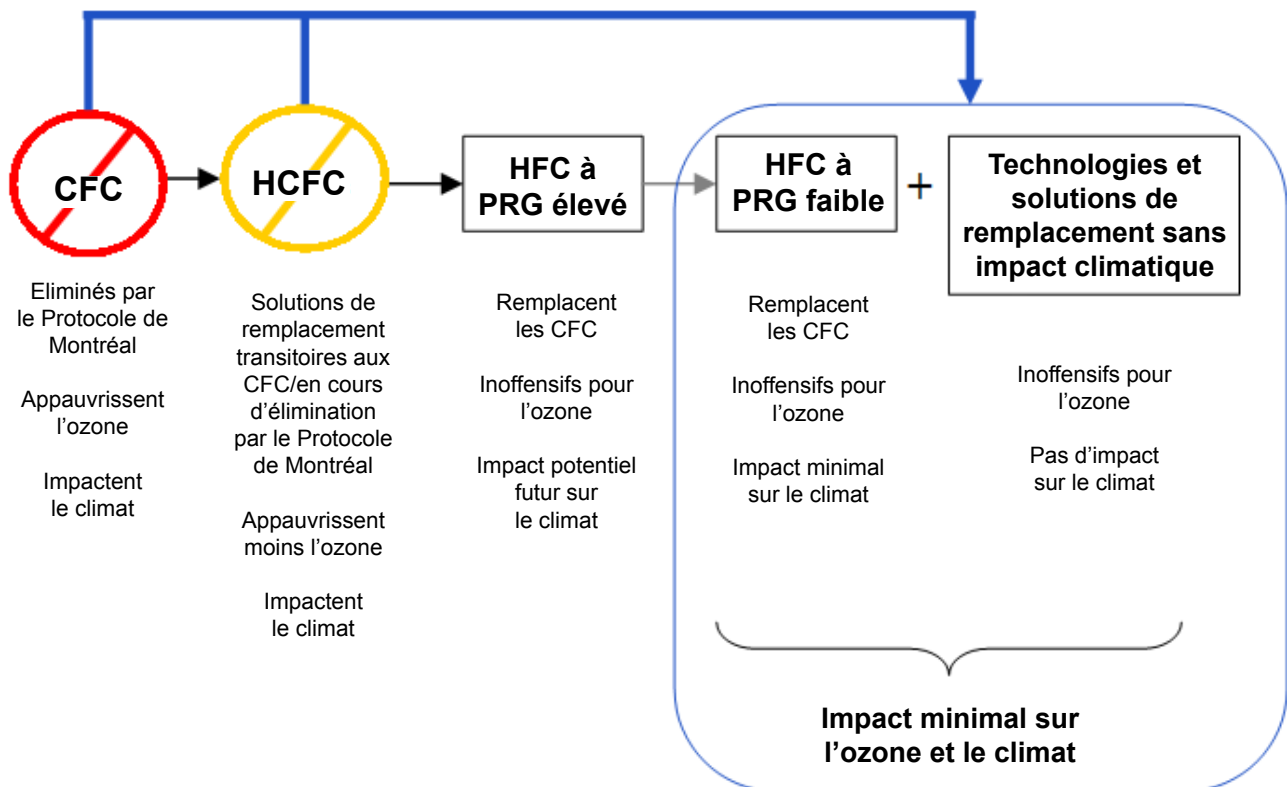 CFC
HCFC
HFC à
PRG élevé
HFC à
PRG faible
+
Technologies et
solutions de
remplacement sans
impact climatique
Eliminés par
le Protocole de
Montréal
Appauvrissent
l’ozone
Impactent
le climat
Solutions de
remplacement
transitoires aux
CFC/en cours
d’élimination
par le Protocole
de Montréal
Appauvrissent
moins l’ozone
Impactent
le climat
Remplacent
les CFC
Inoffensifs pour
l’ozone
Impact potentiel
futur sur
le climat
Remplacent
les CFC
Inoffensifs pour
l’ozone
Impact minimal
sur le climat
Inoffensifs pour
l’ozone
Pas d’impact
sur le climat
Impact minimal sur
l’ozone et le climat